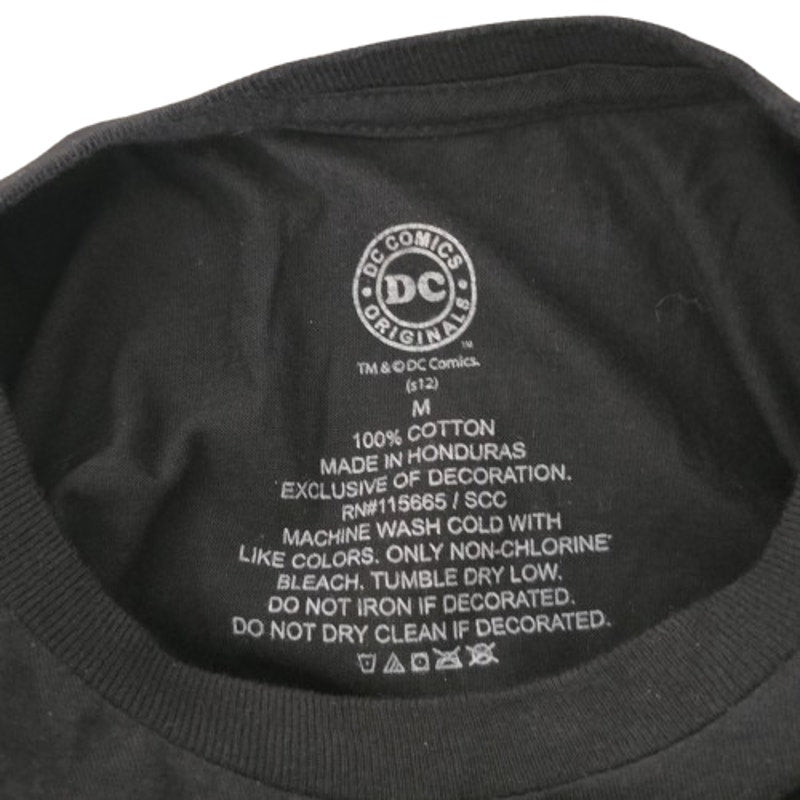 DC COMICS
DC
ORIGINALS
TM
TM & © DC Comics.
(s12)
M
100% COTTON
MADE IN HONDURAS
EXCLUSIVE OF DECORATION.
RN#115665 / SCC
MACHINE WASH COLD WITH
LIKE COLORS. ONLY NON-CHLORINE
BLEACH. TUMBLE DRY LOW.
DO NOT IRON IF DECORATED.
DO NOT DRY CLEAN IF DECORATED.